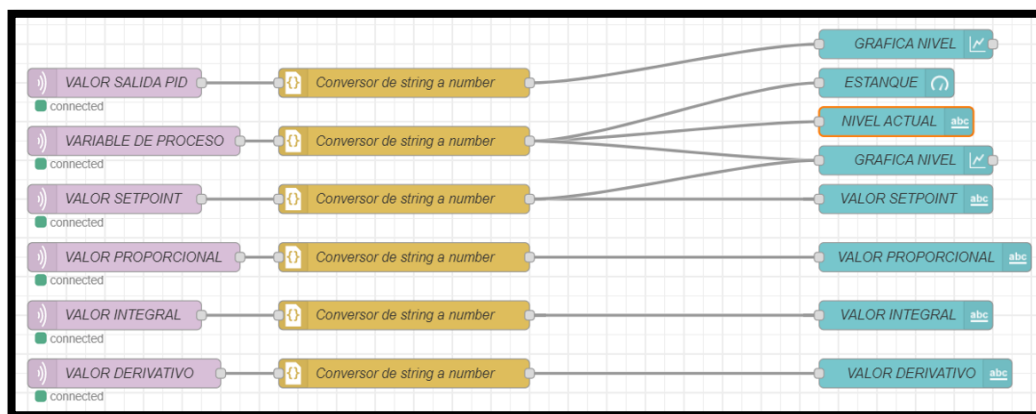 GRAFICA NIVEL
VALOR SALIDA PID
Conversor de string a number
ESTANQUE
connected
NIVEL ACTUAL
abc
VARIABLE DE PROCESO
Conversor de string a number
connected
GRAFICA NIVEL
VALOR SETPOINT
Conversor de string a number
VALOR SETPOINT
abc
connected
VALOR PROPORCIONAL
Conversor de string a number
VALOR PROPORCIONAL
abc
connected
VALOR INTEGRAL
Conversor de string a number
VALOR INTEGRAL
abc
connected
VALOR DERIVATIVO
Conversor de string a number
VALOR DERIVATIVO
abc
connected